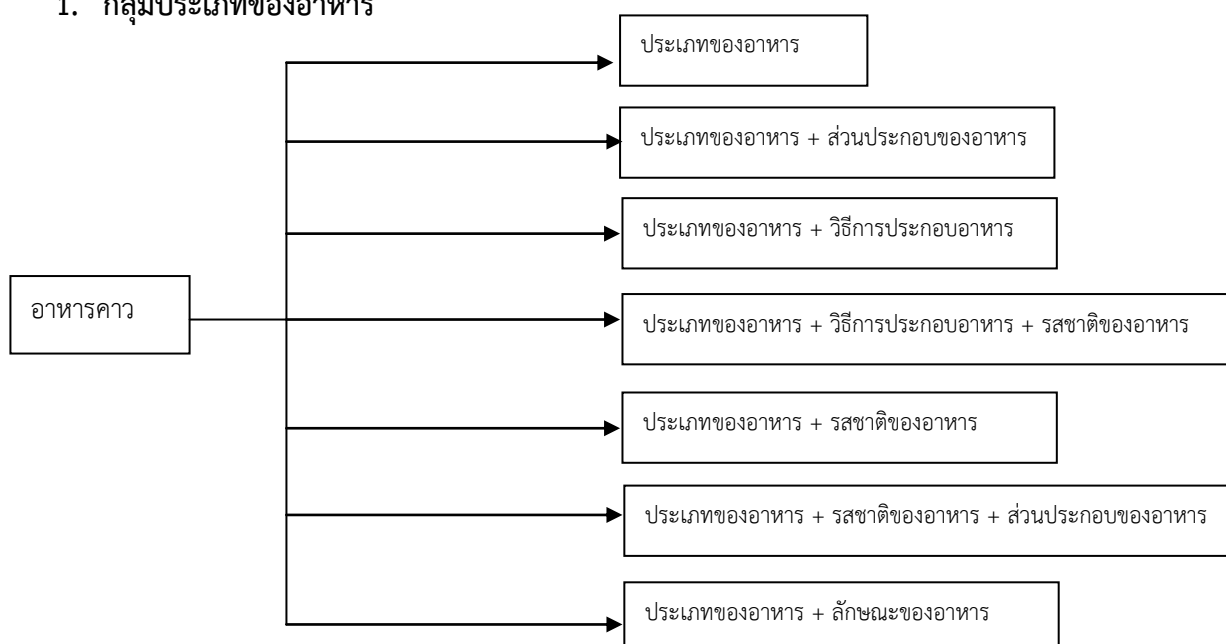 1. กลุ่มประเภทของอาหาร
ประเภทของอาหาร
ประเภทของอาหาร + ส่วนประกอบของอาหาร
ประเภทของอาหาร + วิธีการประกอบอาหาร
อาหารคาว
ประเภทของอาหาร + วิธีการประกอบอาหาร + รสชาติของอาหาร
ประเภทของอาหาร + รสชาติของอาหาร
ประเภทของอาหาร + รสชาติของอาหาร + ส่วนประกอบของอาหาร
ประเภทของอาหาร + ลักษณะของอาหาร